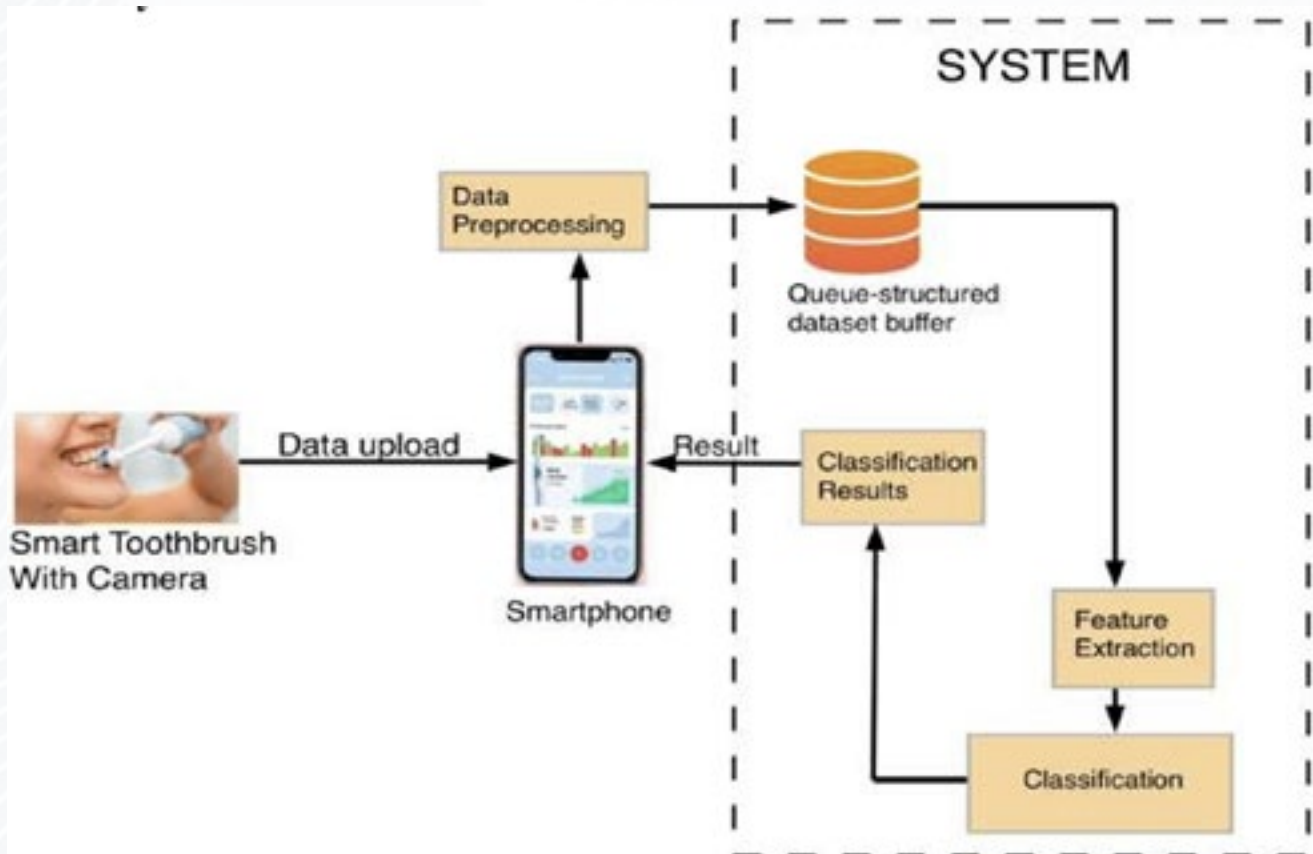 SYSTEM
Data
Preprocessing
Queue-structured
dataset buffer
Data upload
Result
Classification
Results
Smart Toothbrush
With Camera
Smartphone
Feature
Extraction
Classification